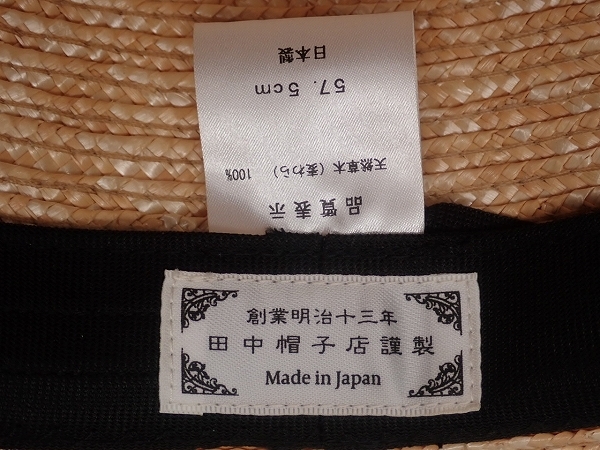 品質表示
天然草木（麦わら） 100%
57.5cm
日本製
創業明治十三年
田中帽子店謹製
Made in Japan